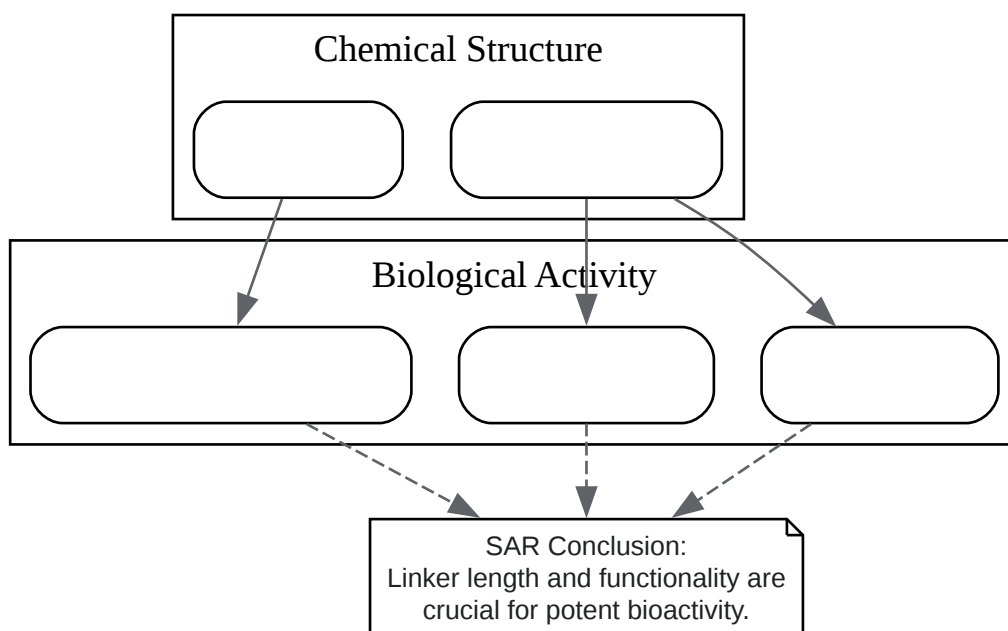 Chemical Structure
Biological Activity
SAR Conclusion:
Linker length and functionality are
crucial for potent bioactivity.